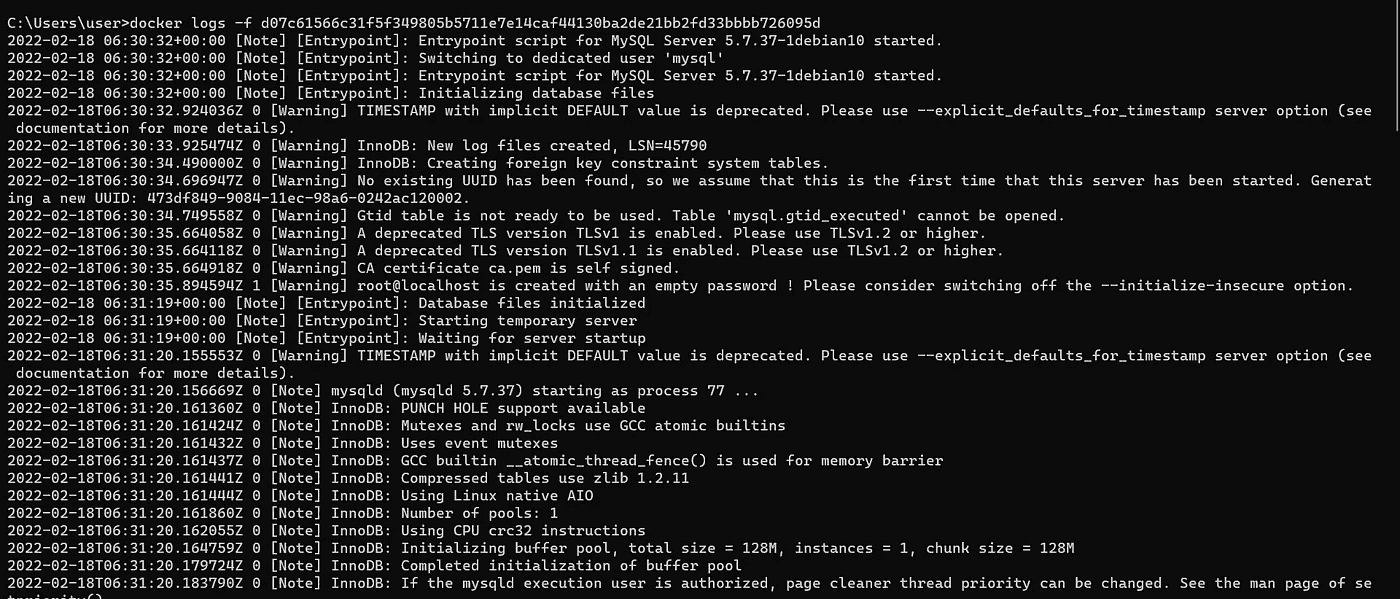 C:\Users\user>docker logs -f d07c61566c31f5f349805b5711e7e14caf44130ba2de21bb2fd33bbbb726095d
2022-02-18 06:30:32+00:00 [Note] [Entrypoint]: Entrypoint script for MySQL Server 5.7.37-1debian10 started.
2022-02-18 06:30:32+00:00 [Note] [Entrypoint]: Switching to dedicated user 'mysql'
2022-02-18 06:30:32+00:00 [Note] [Entrypoint]: Entrypoint script for MySQL Server 5.7.37-1debian10 started.
2022-02-18 06:30:32+00:00 [Note] [Entrypoint]: Initializing database files
2022-02-18T06:30:32.924036Z 0 [Warning] TIMESTAMP with implicit DEFAULT value is deprecated. Please use --explicit_defaults_for_timestamp server option (see
 documentation for more details).
2022-02-18T06:30:33.925474Z 0 [Warning] InnoDB: New log files created, LSN=45790
2022-02-18T06:30:34.490000Z 0 [Warning] InnoDB: Creating foreign key constraint system tables.
2022-02-18T06:30:34.696947Z 0 [Warning] No existing UUID has been found, so we assume that this is the first time that this server has been started. Generat
ing a new UUID: 473df849-9084-11ec-98a6-0242ac120002.
2022-02-18T06:30:34.749558Z 0 [Warning] Gtid table is not ready to be used. Table 'mysql.gtid_executed' cannot be opened.
2022-02-18T06:30:35.664058Z 0 [Warning] A deprecated TLS version TLSv1 is enabled. Please use TLSv1.2 or higher.
2022-02-18T06:30:35.664118Z 0 [Warning] A deprecated TLS version TLSv1.1 is enabled. Please use TLSv1.2 or higher.
2022-02-18T06:30:35.664918Z 0 [Warning] CA certificate ca.pem is self signed.
2022-02-18T06:30:35.894594Z 1 [Warning] root@localhost is created with an empty password ! Please consider switching off the --initialize-insecure option.
2022-02-18 06:31:19+00:00 [Note] [Entrypoint]: Database files initialized
2022-02-18 06:31:19+00:00 [Note] [Entrypoint]: Starting temporary server
2022-02-18 06:31:19+00:00 [Note] [Entrypoint]: Waiting for server startup
2022-02-18T06:31:20.155553Z 0 [Warning] TIMESTAMP with implicit DEFAULT value is deprecated. Please use --explicit_defaults_for_timestamp server option (see
 documentation for more details).
2022-02-18T06:31:20.156669Z 0 [Note] mysqld (mysqld 5.7.37) starting as process 77 ...
2022-02-18T06:31:20.161360Z 0 [Note] InnoDB: PUNCH HOLE support available
2022-02-18T06:31:20.161424Z 0 [Note] InnoDB: Mutexes and rw_locks use GCC atomic builtins
2022-02-18T06:31:20.161432Z 0 [Note] InnoDB: Uses event mutexes
2022-02-18T06:31:20.161437Z 0 [Note] InnoDB: GCC builtin __atomic_thread_fence() is used for memory barrier
2022-02-18T06:31:20.161441Z 0 [Note] InnoDB: Compressed tables use zlib 1.2.11
2022-02-18T06:31:20.161444Z 0 [Note] InnoDB: Using Linux native AIO
2022-02-18T06:31:20.161860Z 0 [Note] InnoDB: Number of pools: 1
2022-02-18T06:31:20.162055Z 0 [Note] InnoDB: Using CPU crc32 instructions
2022-02-18T06:31:20.164759Z 0 [Note] InnoDB: Initializing buffer pool, total size = 128M, instances = 1, chunk size = 128M
2022-02-18T06:31:20.179724Z 0 [Note] InnoDB: Completed initialization of buffer pool
2022-02-18T06:31:20.183790Z 0 [Note] InnoDB: If the mysqld execution user is authorized, page cleaner thread priority can be changed. See the man page of se